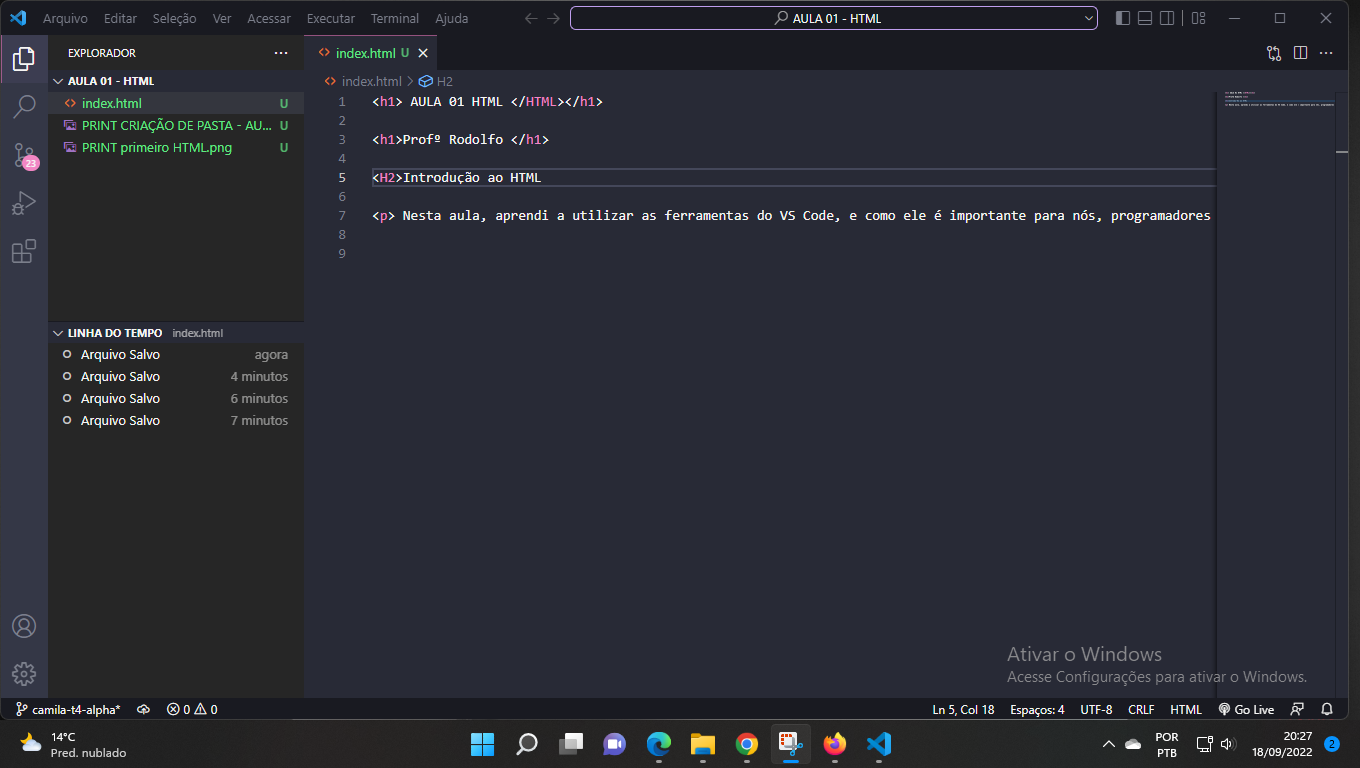 Arquivo Editar Seleção Ver Acessar Executar Terminal Ajuda AULA 01 - HTML
EXPLORADOR ···
AULA 01 - HTML
index.html U
PRINT CRIAÇÃO DE PASTA - AU... U
PRINT primeiro HTML.png U
23
LINHA DO TEMPO index.html
Arquivo Salvo agora
Arquivo Salvo 4 minutos
Arquivo Salvo 6 minutos
Arquivo Salvo 7 minutos
index.html U
index.html > H2
1 <h1> AULA 01 HTML </HTML></h1>
2
3 <h1>Profº Rodolfo </h1>
4
5 <H2>Introdução ao HTML
6
7 <p> Nesta aula, aprendi a utilizar as ferramentas do VS Code, e como ele é importante para nós, programadores
8
9
Ativar o Windows
Acesse Configurações para ativar o Windows.
camila-t4-alpha* 0 0 Ln 5, Col 18 Espaços: 4 UTF-8 CRLF HTML Go Live
14°C
Pred. nublado
POR
PTB
20:27
18/09/2022
2